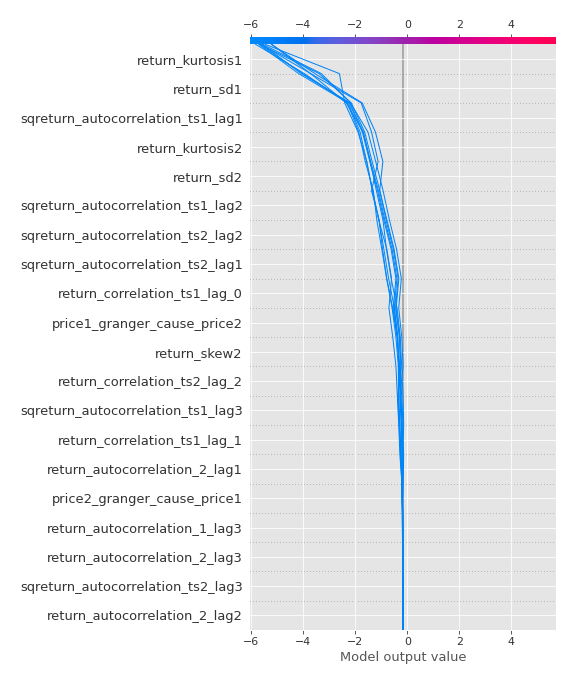 −6 −4 −2 0 2 4
return_kurtosis1
return_sd1
sqreturn_autocorrelation_ts1_lag1
return_kurtosis2
return_sd2
sqreturn_autocorrelation_ts1_lag2
sqreturn_autocorrelation_ts2_lag2
sqreturn_autocorrelation_ts2_lag1
return_correlation_ts1_lag_0
price1_granger_cause_price2
return_skew2
return_correlation_ts2_lag_2
sqreturn_autocorrelation_ts1_lag3
return_correlation_ts1_lag_1
return_autocorrelation_2_lag1
price2_granger_cause_price1
return_autocorrelation_1_lag3
return_autocorrelation_2_lag3
sqreturn_autocorrelation_ts2_lag3
return_autocorrelation_2_lag2
−6 −4 −2 0 2 4
Model output value